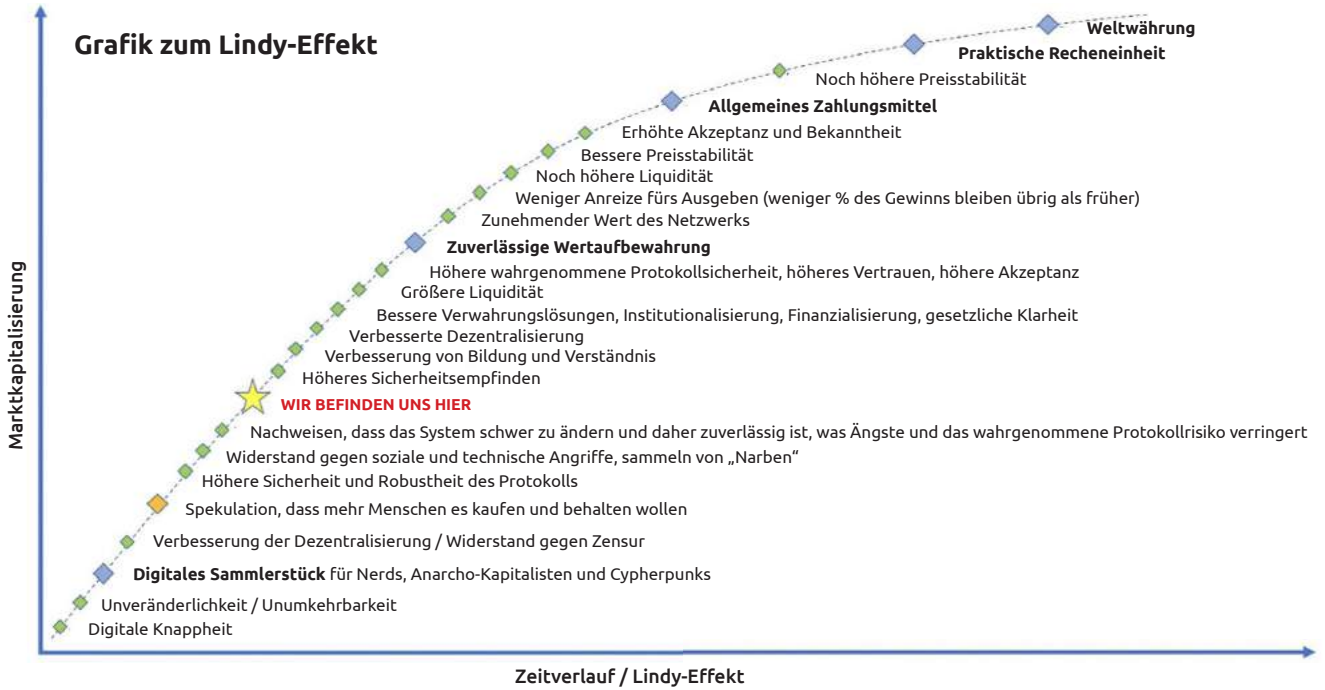 Grafik zum Lindy-Effekt
Weltwährung
Praktische Recheneinheit
Noch höhere Preisstabilität
Allgemeines Zahlungsmittel
Erhöhte Akzeptanz und Bekanntheit
Bessere Preisstabilität
Noch höhere Liquidität
Weniger Anreize fürs Ausgeben (weniger % des Gewinns bleiben übrig als früher)
Zunehmender Wert des Netzwerks
Zuverlässige Wertaufbewahrung
Höhere wahrgenommene Protokollsicherheit, höheres Vertrauen, höhere Akzeptanz
Größere Liquidität
Bessere Verwahrungslösungen, Institutionalisierung, Finanzialisierung, gesetzliche Klarheit
Verbesserte Dezentralisierung
Verbesserung von Bildung und Verständnis
Höheres Sicherheitsempfinden
WIR BEFINDEN UNS HIER
Nachweisen, dass das System schwer zu ändern und daher zuverlässig ist, was Ängste und das wahrgenommene Protokollrisiko verringert
Widerstand gegen soziale und technische Angriffe, sammeln von „Narben“
Höhere Sicherheit und Robustheit des Protokolls
Spekulation, dass mehr Menschen es kaufen und behalten wollen
Verbesserung der Dezentralisierung / Widerstand gegen Zensur
Digitales Sammlerstück für Nerds, Anarcho-Kapitalisten und Cypherpunks
Unveränderlichkeit / Unumkehrbarkeit
Digitale Knappheit
Marktkapitalisierung
Zeitverlauf / Lindy-Effekt